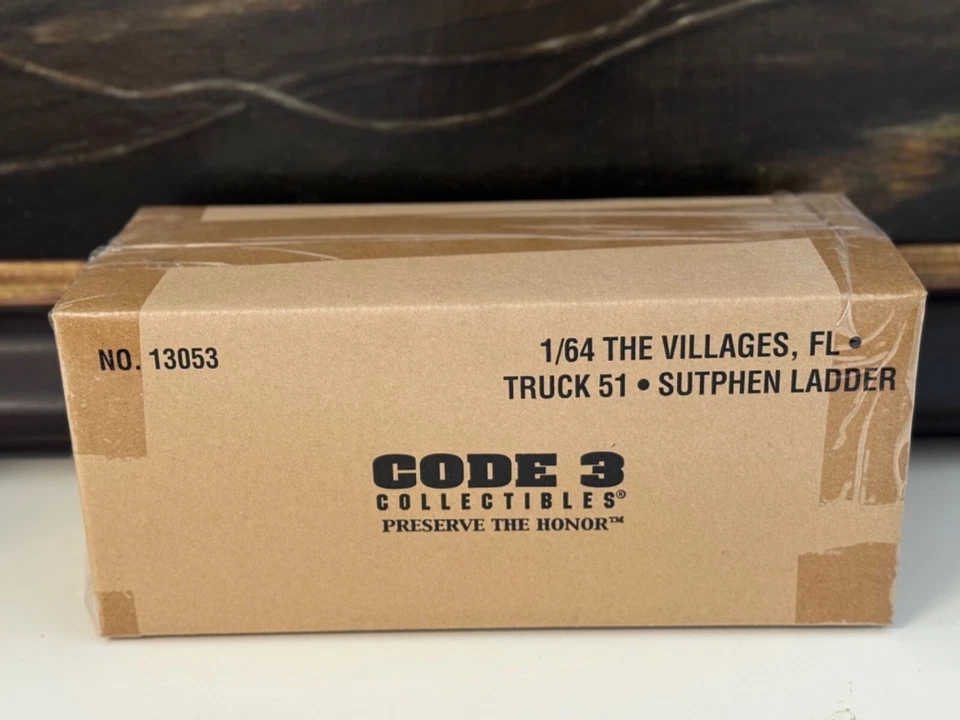 NO. 13053
1/64 THE VILLAGES, FL •
TRUCK 51 • SUTPHEN LADDER
CODE 3
COLLECTIBLES®
PRESERVE THE HONOR™